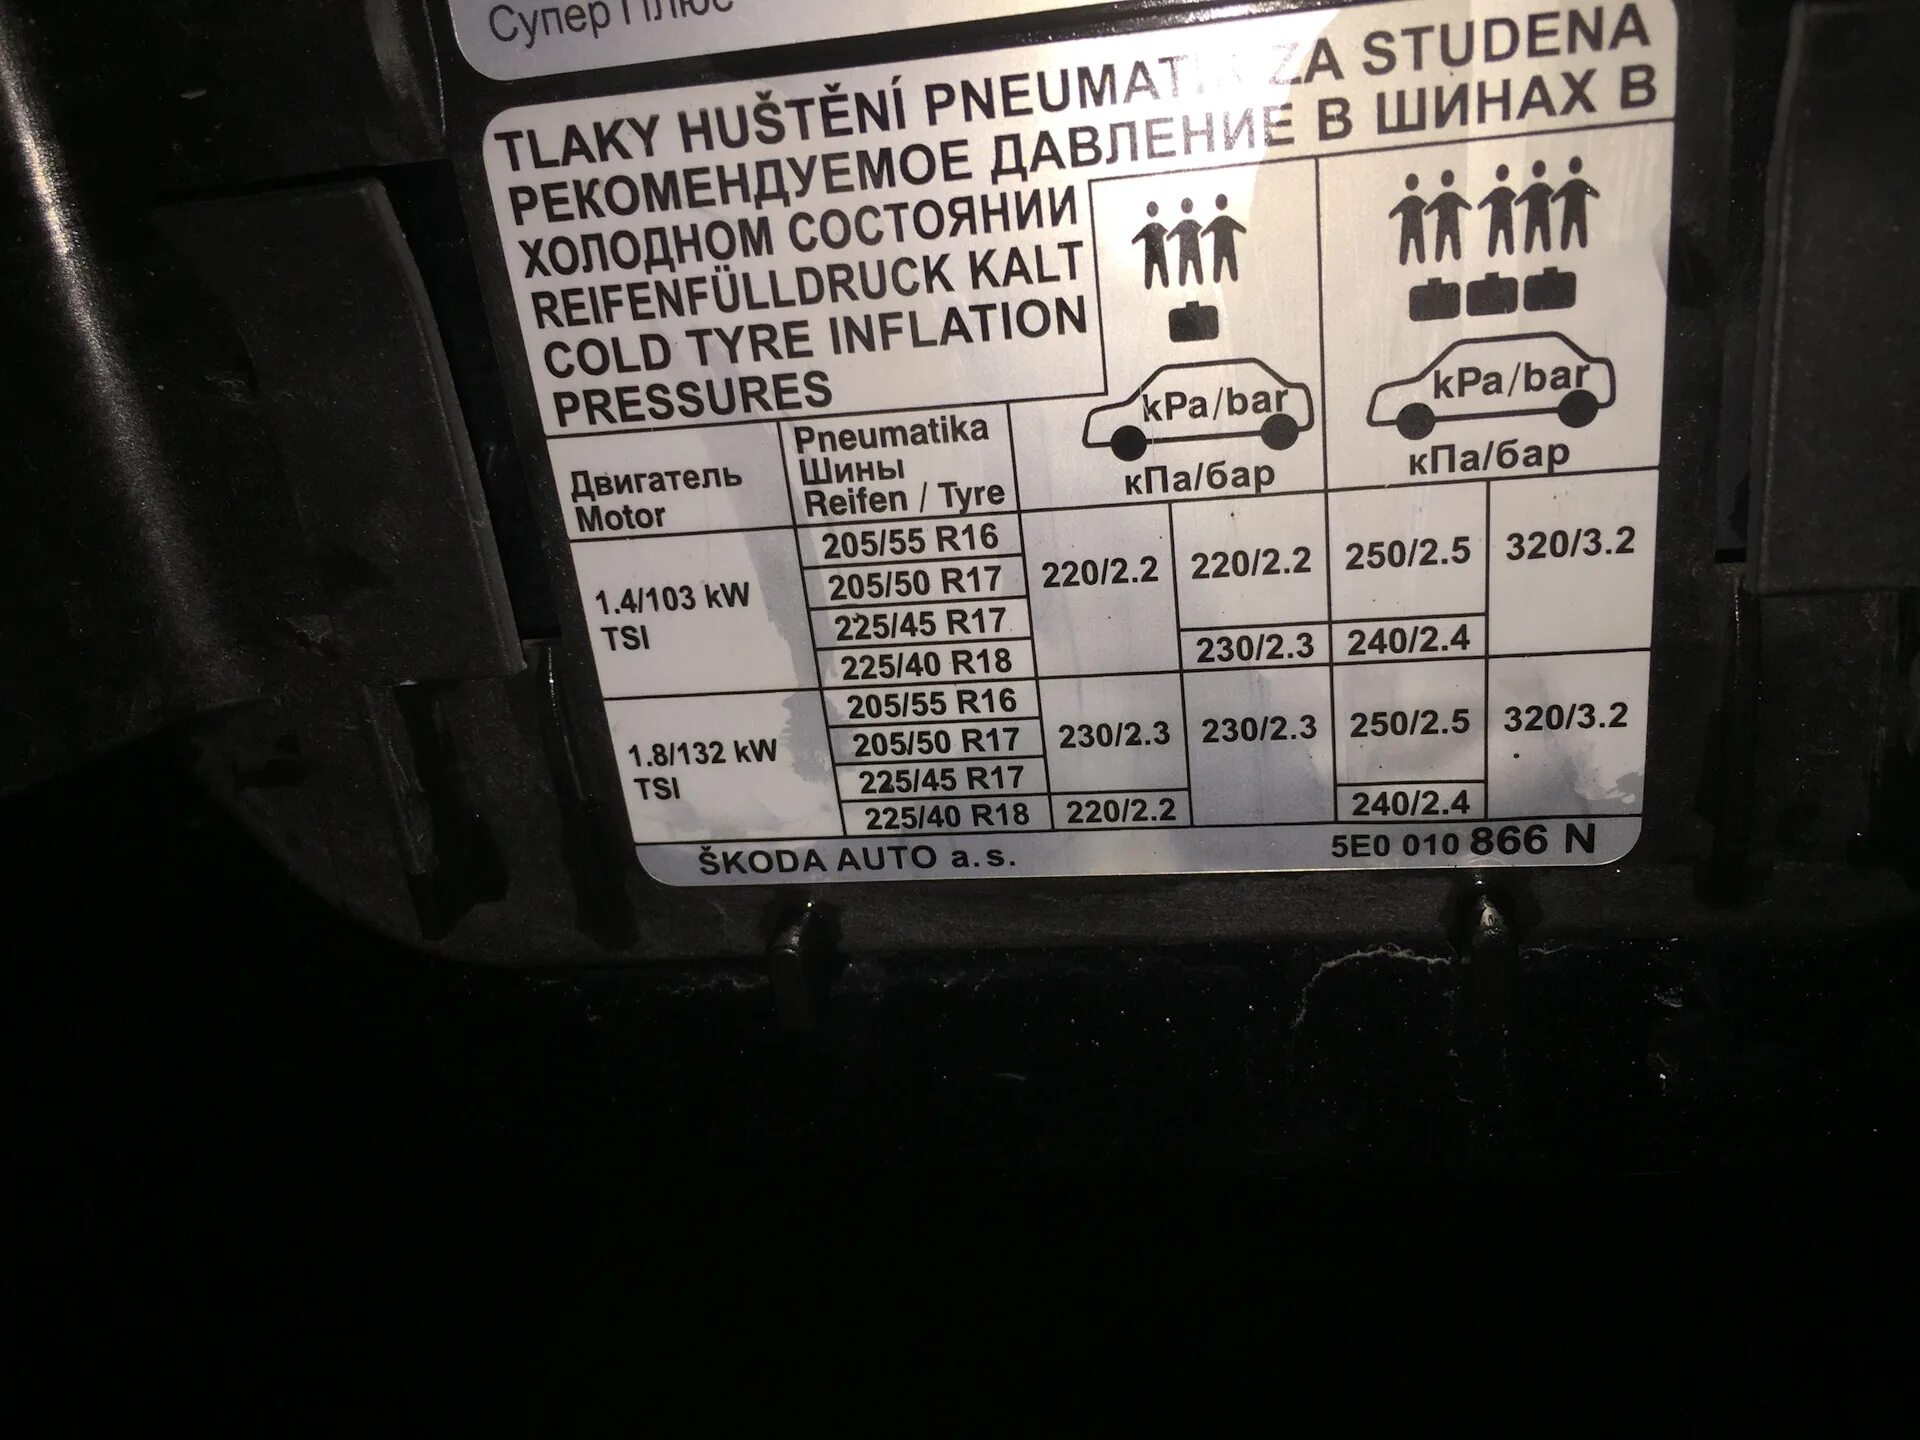 Супер Плюс
TLAKY HUŠTĚNÍ PNEUMATIK ZA STUDENA
РЕКОМЕНДУЕМОЕ ДАВЛЕНИЕ В ШИНАХ В
ХОЛОДНОМ СОСТОЯНИИ
REIFENFÜLLDRUCK KALT
COLD TYRE INFLATION
PRESSURES
kPa/bar kPa/bar
кПа/бар кПа/бар
Двигатель
Motor
Pneumatika
Шины
Reifen / Tyre
1.4/103 kW
TSI
205/55 R16
205/50 R17
225/45 R17
225/40 R18
220/2.2 220/2.2 250/2.5 320/3.2
230/2.3 240/2.4
1.8/132 kW
TSI
205/55 R16
205/50 R17
225/45 R17
225/40 R18
230/2.3 230/2.3 250/2.5 320/3.2
220/2.2 240/2.4
ŠKODA AUTO a.s. 5E0 010 866 N